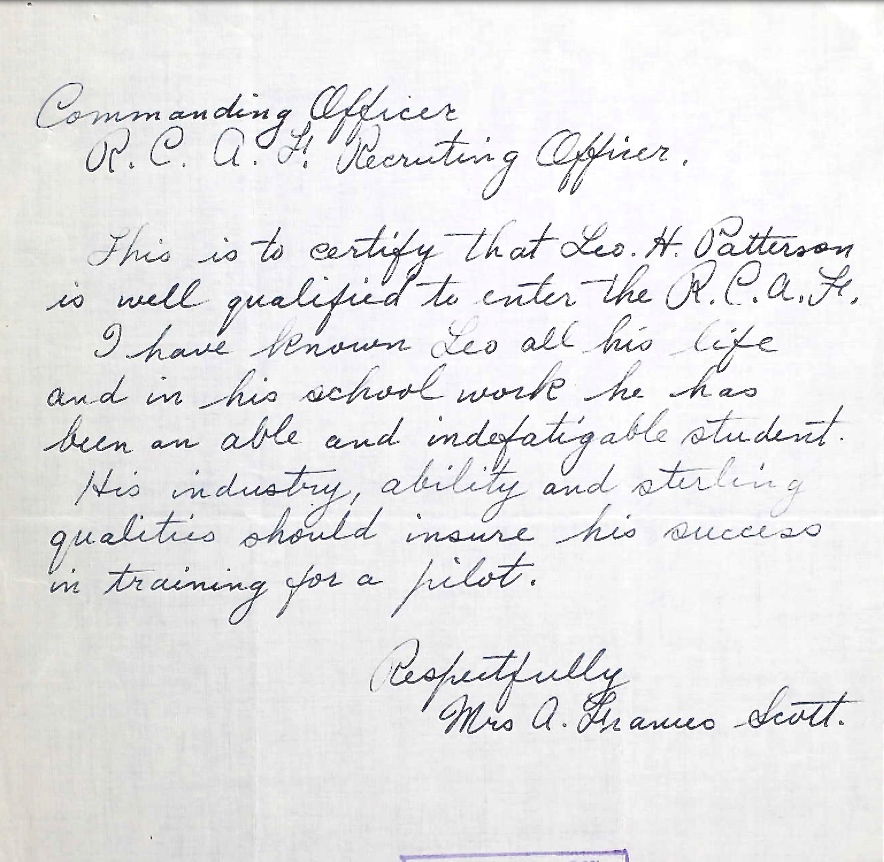 Commanding Officer
R. C. A. F. Recruting Officer.
This is to certify that Leo. H. Patterson
is well qualified to enter the R.C.A.F.
I have known Leo all his life
and in his school work he has
been an able and indefatigable student.
His industry, ability and sterling
qualities should insure his success
in training for a pilot.
Respectfully
Mrs A. Frances Scott.